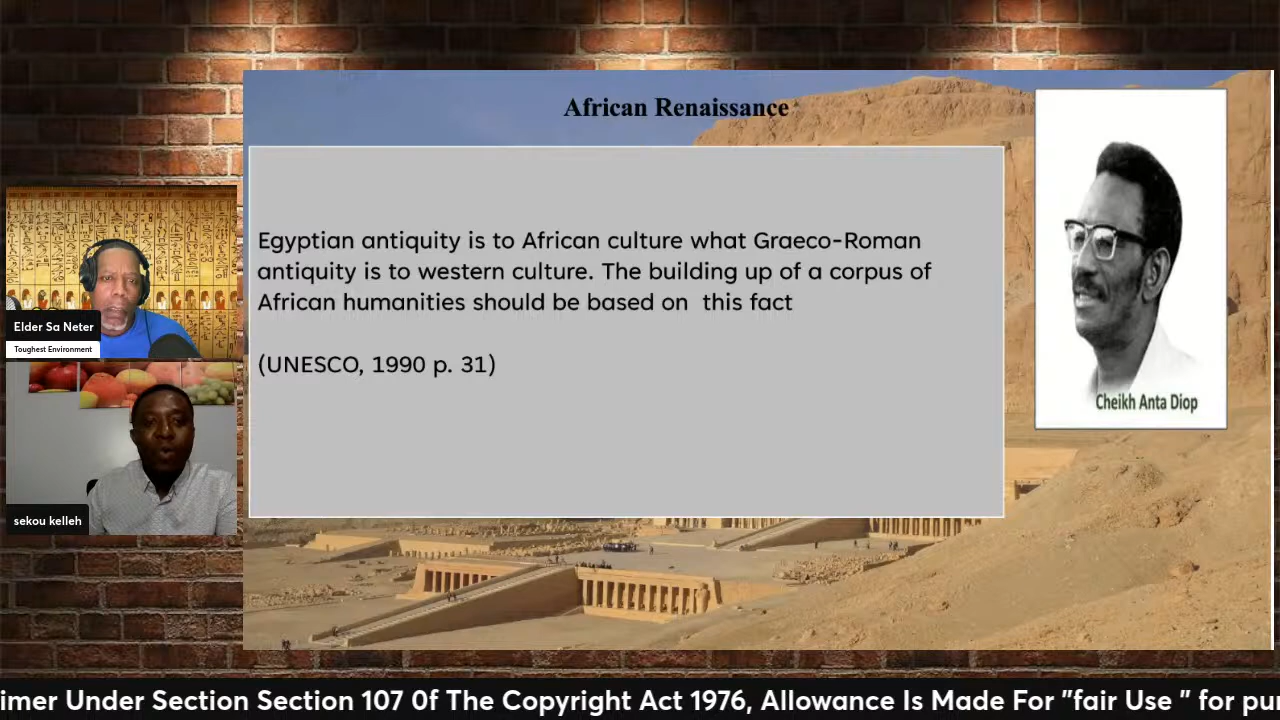 African Renaissance
Egyptian antiquity is to African culture what Graeco-Roman
antiquity is to western culture. The building up of a corpus of
African humanities should be based on this fact
(UNESCO, 1990 p. 31)
Cheikh Anta Diop
Elder Sa Neter
Toughest Environment
sekou kelleh
imer Under Section Section 107 0f The Copyright Act 1976, Allowance Is Made For "fair Use " for pu